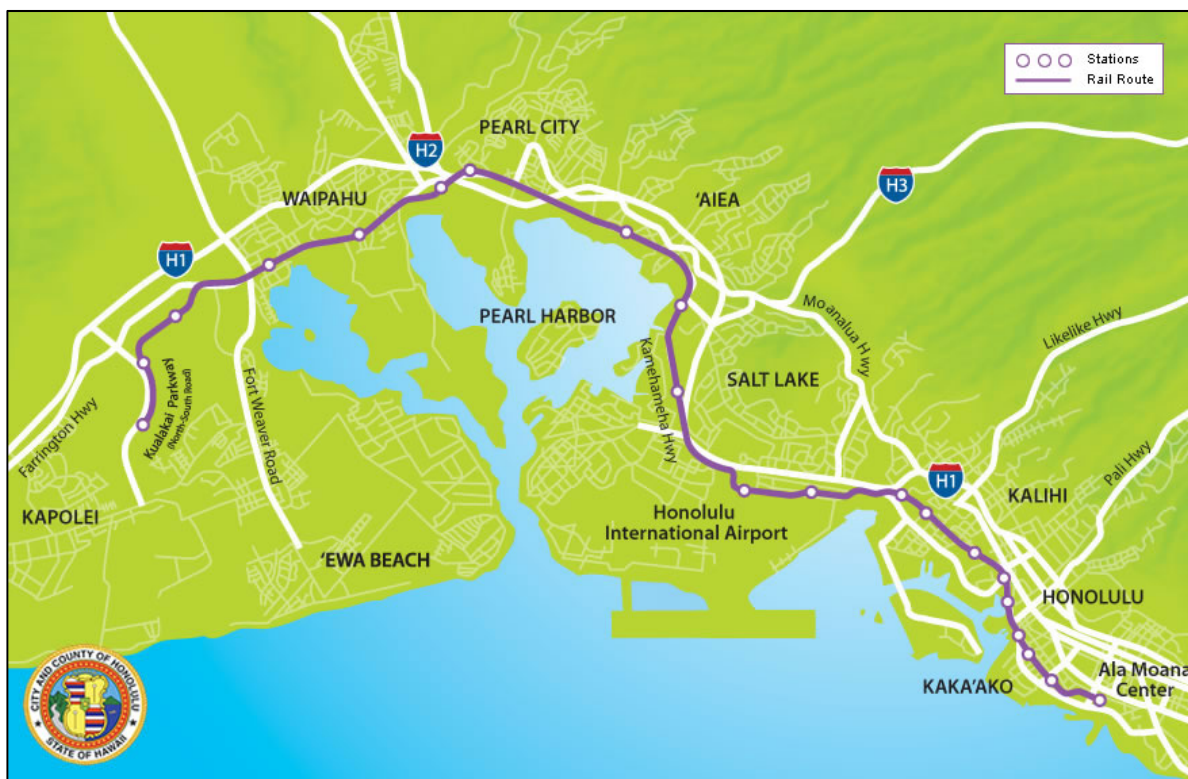 Stations
Rail Route
PEARL CITY
H2
WAIPAHU
'AIEA
H3
H1
PEARL HARBOR
Moanalua Hwy
Likelike Hwy
Kamehameha Hwy
SALT LAKE
Kualakai Parkway
(North-South Road)
Fort Weaver Road
Farrington Hwy
Pali Hwy
H1
KALIHI
KAPOLEI
Honolulu
International Airport
'EWA BEACH
HONOLULU
KAKA'AKO
Ala Moana
Center
CITY AND COUNTY OF HONOLULU
STATE OF HAWAII